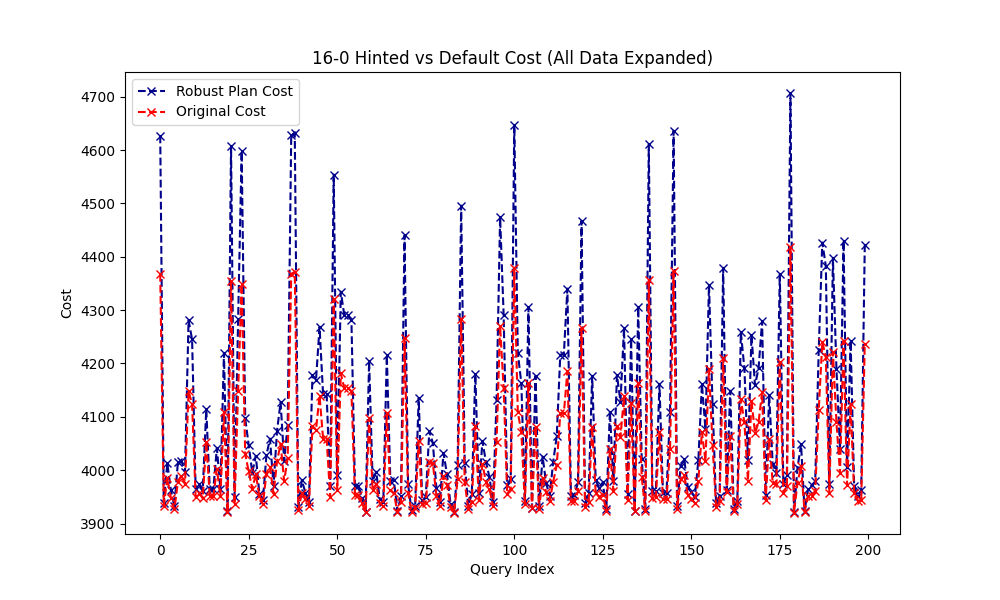 16-0 Hinted vs Default Cost (All Data Expanded)
Robust Plan Cost
Original Cost
4700
4600
4500
4400
4300
4200
4100
4000
3900
Cost
0 25 50 75 100 125 150 175 200
Query Index